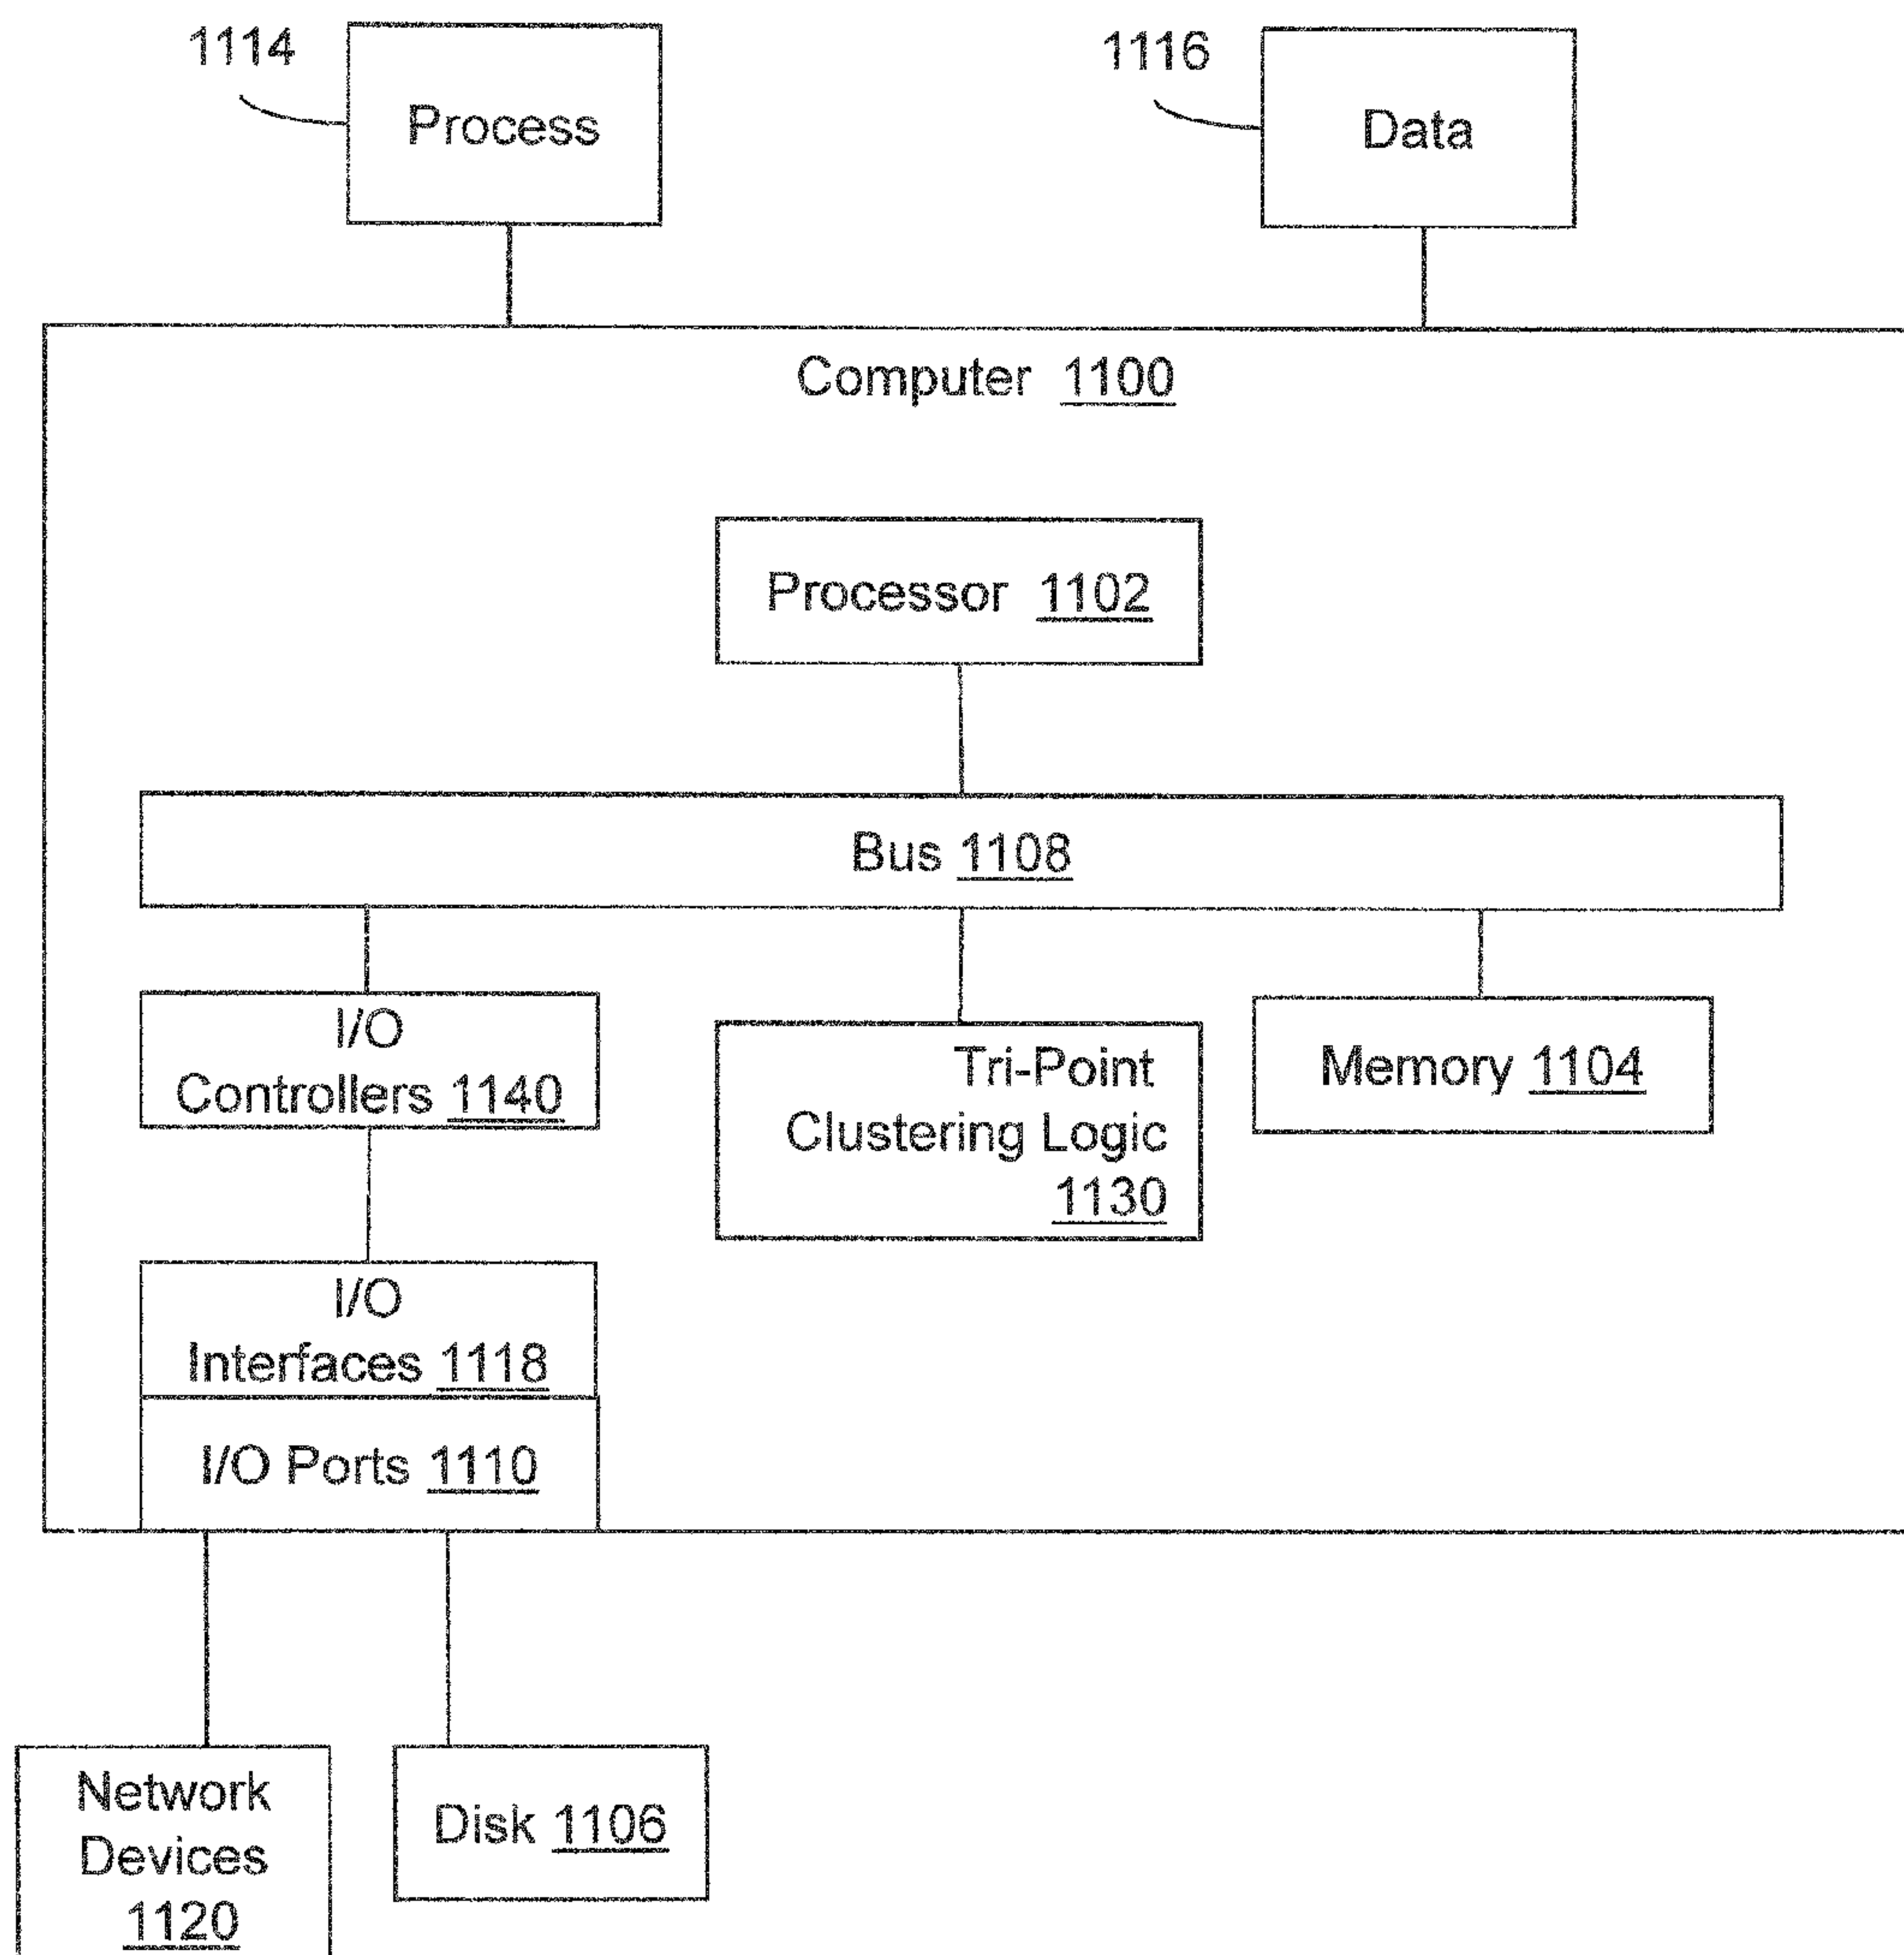 1114
Process
1116
Data
Computer 1100
Processor 1102
Bus 1108
I/O
Controllers 1140
Tri-Point
Clustering Logic
1130
Memory 1104
I/O
Interfaces 1118
I/O Ports 1110
Network
Devices
1120
Disk 1106